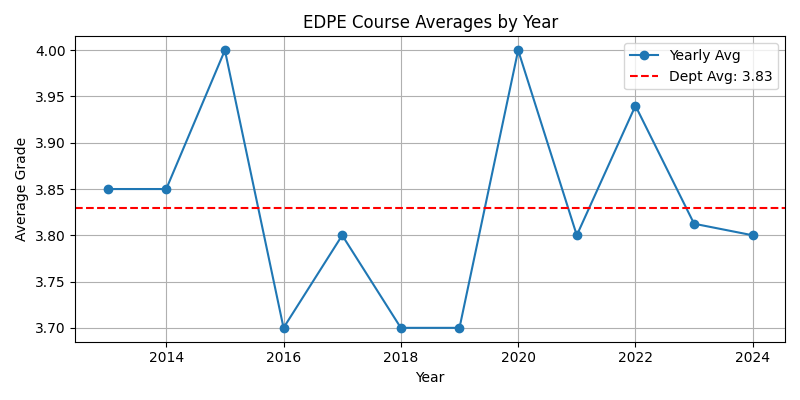 EDPE Course Averages by Year
Yearly Avg
Dept Avg: 3.83
Average Grade
4.00
3.95
3.90
3.85
3.80
3.75
3.70
2014 2016 2018 2020 2022 2024
Year